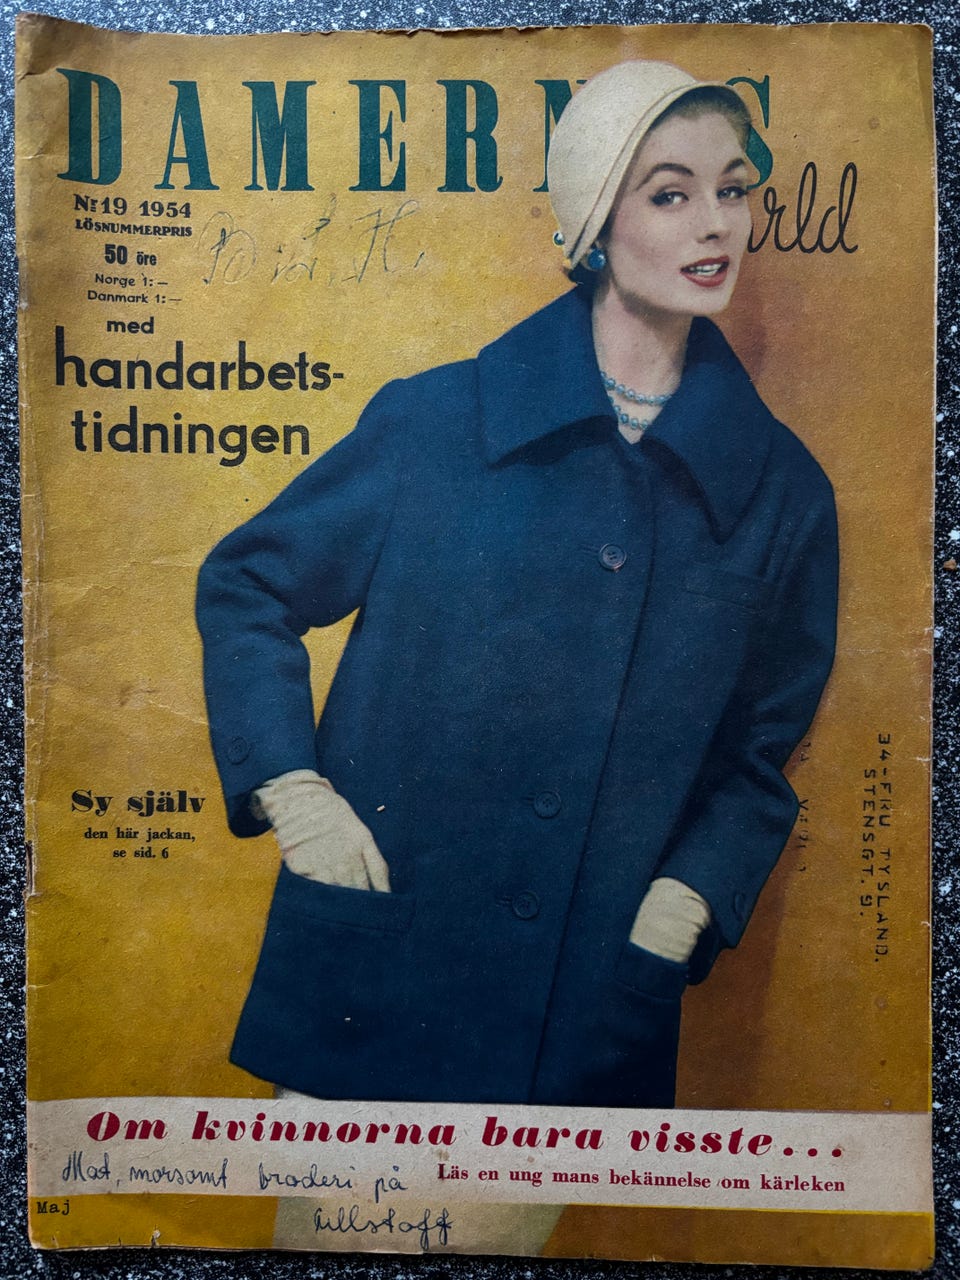 DAMERNAS
Värld
Nr 19 1954
LÖSNUMMERPRIS
50 öre
Norge 1:-
Danmark 1:-
med
handarbets-
tidningen
Sy själv
den här jackan,
se sid. 6
34-FRU TYSLAND.
STENSGT. 9.
Om kvinnorna bara visste...
Läs en ung mans bekännelse om kärleken
Mat, morsomt broderi på
tullstoff
Maj